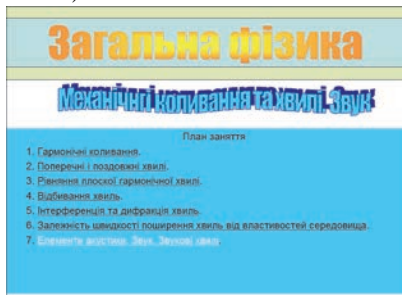 Загальна фізика
Механічні коливання та хвилі. Звук
План заняття
1. Гармонічні коливання.
2. Поперечні і поздовжні хвилі.
3. Рівняння плоскої гармонічної хвилі.
4. Відбивання хвиль.
5. Інтерференція та дифракція хвиль.
6. Залежність швидкості поширення хвиль від властивостей середовища.
7. Елементи акустики. Звук. Звукові хвилі